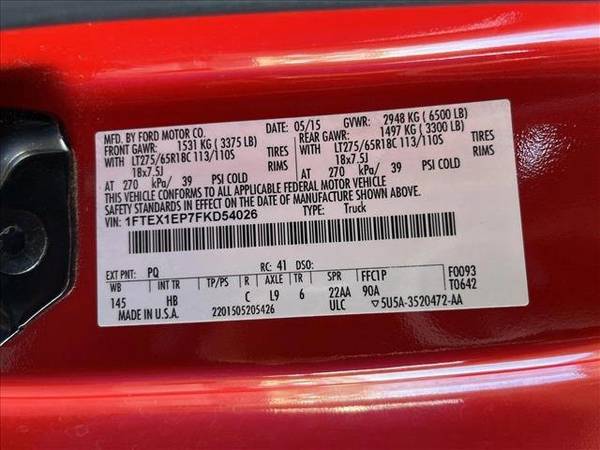 MFD. BY FORD MOTOR CO.
DATE: 05/15 GVWR: 2948 KG ( 6500 LB)
FRONT GAWR: 1531 KG ( 3375 LB)
REAR GAWR: 1497 KG ( 3300 LB)
WITH LT275/65R18C 113/110S TIRES
WITH LT275/65R18C 113/110S TIRES
18x7.5J RIMS
18x7.5J RIMS
AT 270 kPa/ 39 PSI COLD
AT 270 kPa/ 39 PSI COLD
THIS VEHICLE CONFORMS TO ALL APPLICABLE FEDERAL MOTOR VEHICLE
SAFETY STANDARDS IN EFFECT ON THE DATE OF MANUFACTURE SHOWN ABOVE.
VIN: 1FTEX1EP7FKD54026
TYPE: Truck
EXT PNT: PQ RC: 41 DSO: F0093
WB INT TR TP/PS R AXLE TR SPR FFC1P T0642
145 HB C L9 6 22AA 90A
MADE IN U.S.A. 2201505205426 ULC ▽5U5A-3520472-AA